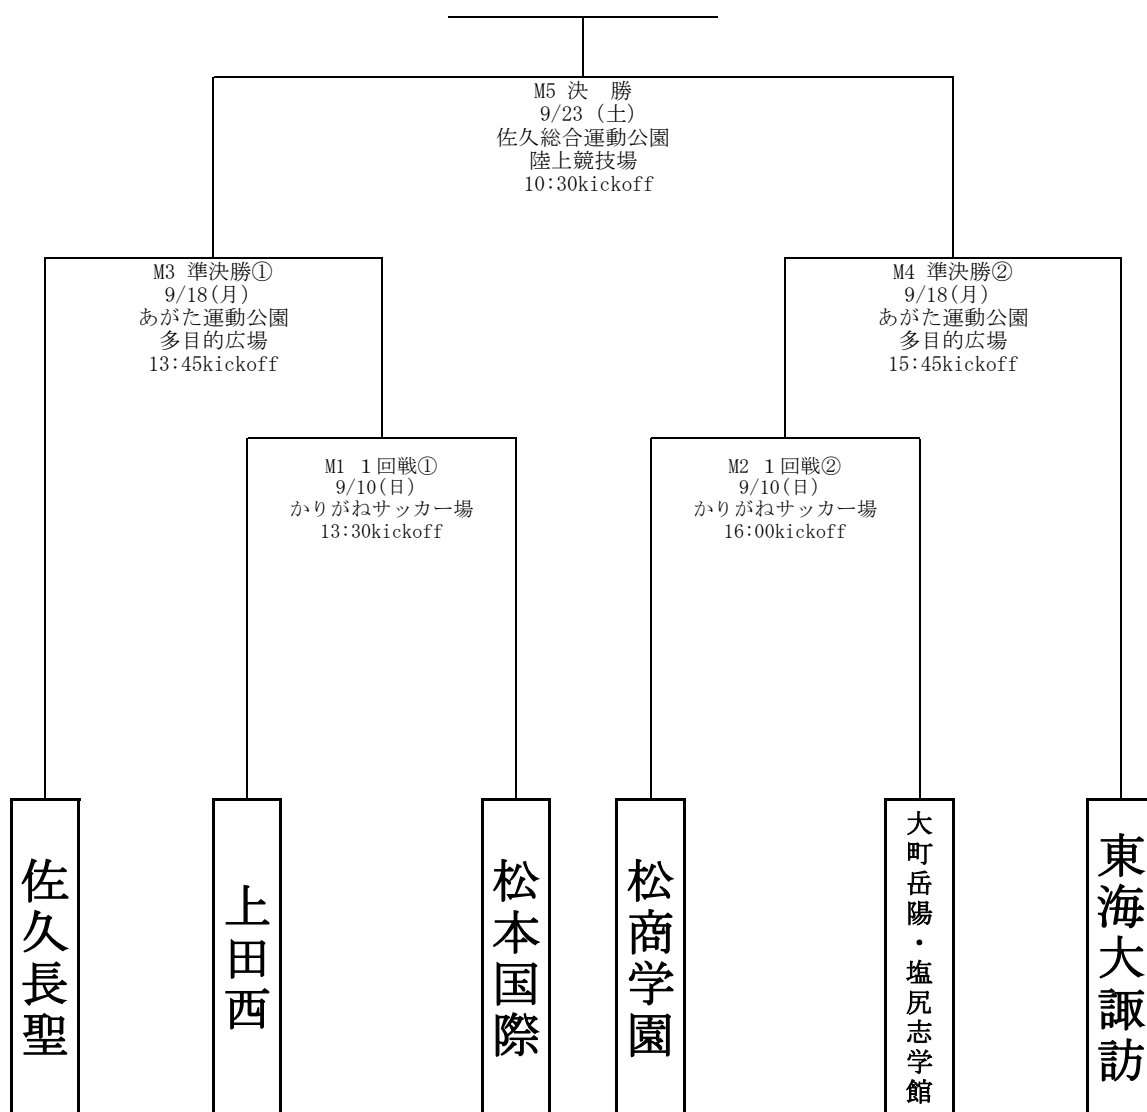 M5 決　勝
9/23 (土)
佐久総合運動公園
陸上競技場
10:30kickoff
M3 準決勝①
9/18(月)
あがた運動公園
多目的広場
13:45kickoff
M4 準決勝②
9/18(月)
あがた運動公園
多目的広場
15:45kickoff
M1 １回戦①
9/10(日)
かりがねサッカー場
13:30kickoff
M2 １回戦②
9/10(日)
かりがねサッカー場
16:00kickoff
佐久長聖
上田西
松本国際
松商学園
大町岳陽・塩尻志学館
東海大諏訪